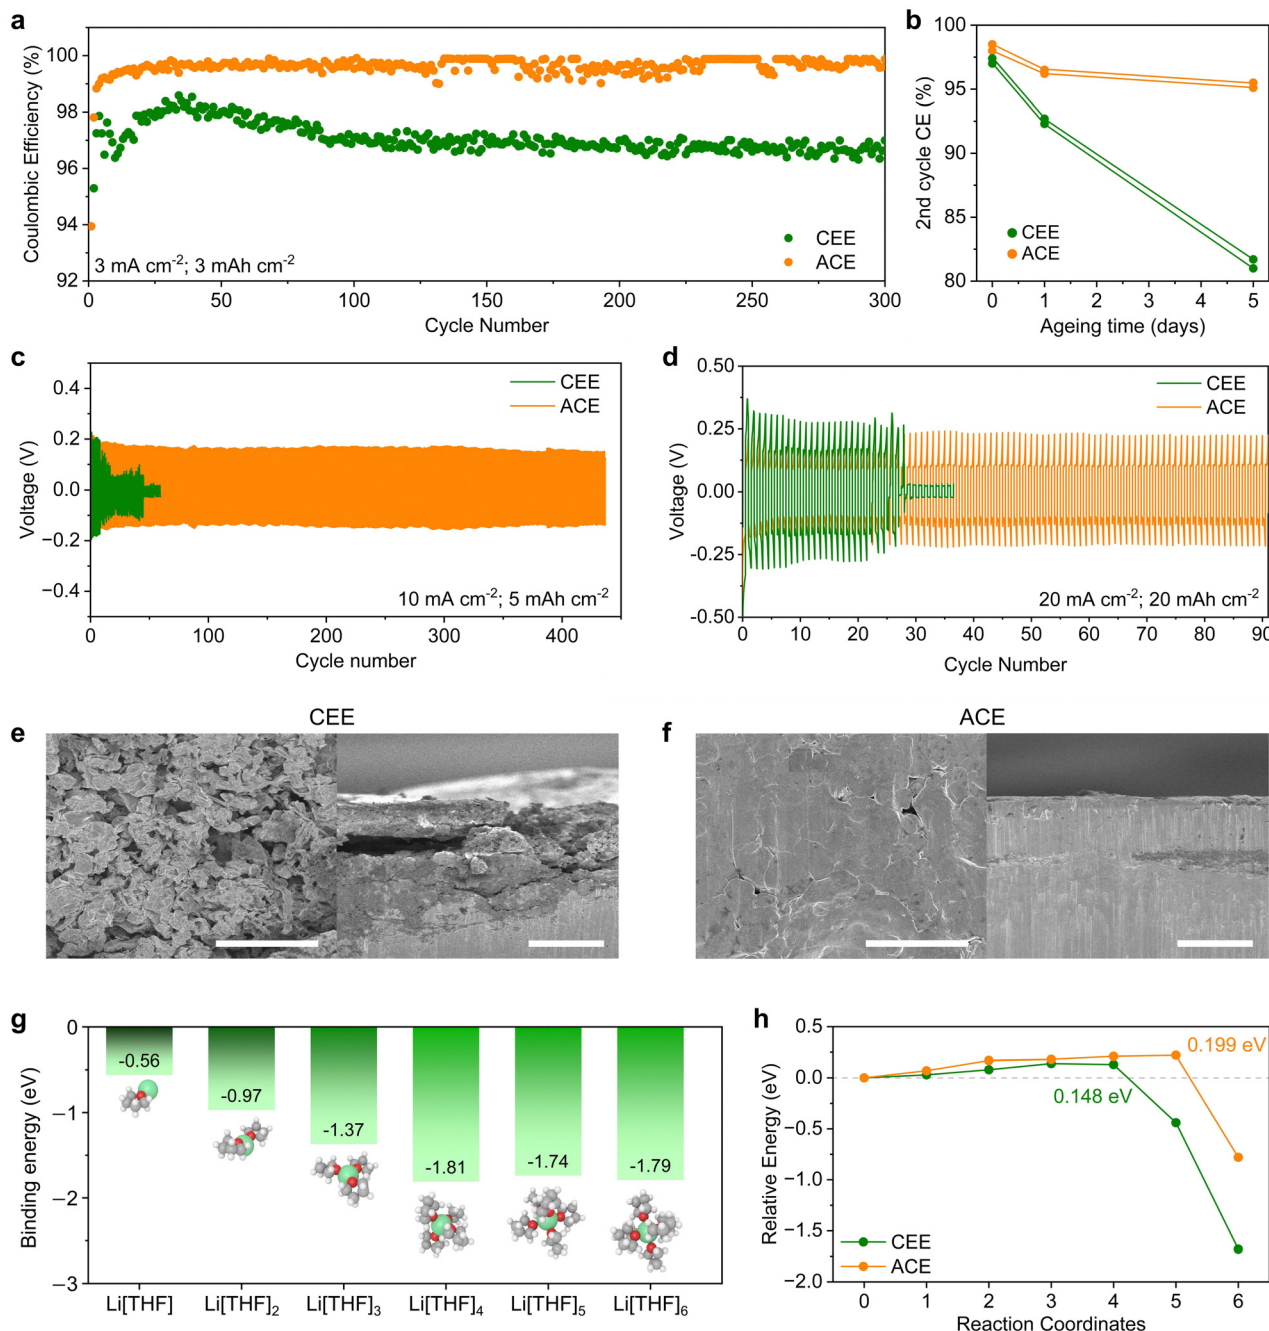 a
Coulombic Efficiency (%)
100
98
96
94
92
CEE
ACE
3 mA cm⁻²; 3 mAh cm⁻²
0 50 100 150 200 250 300
Cycle Number
b
2nd cycle CE (%)
100
95
90
85
80
CEE
ACE
0 1 2 3 4 5
Ageing time (days)
c
Voltage (V)
0.4
0.2
0.0
−0.2
−0.4
CEE
ACE
10 mA cm⁻²; 5 mAh cm⁻²
0 100 200 300 400
Cycle number
d
Voltage (V)
0.50
0.25
0.00
-0.25
-0.50
CEE
ACE
20 mA cm⁻²; 20 mAh cm⁻²
0 10 20 30 40 50 60 70 80 90
Cycle Number
e
CEE
f
ACE
g
Binding energy (eV)
0
−1
−2
−3
-0.56
-0.97
-1.37
-1.81
-1.74
-1.79
Li[THF] Li[THF]₂ Li[THF]₃ Li[THF]₄ Li[THF]₅ Li[THF]₆
h
Relative Energy (eV)
0.5
0.0
−0.5
−1.0
−1.5
−2.0
0.199 eV
0.148 eV
CEE
ACE
0 1 2 3 4 5 6
Reaction Coordinates